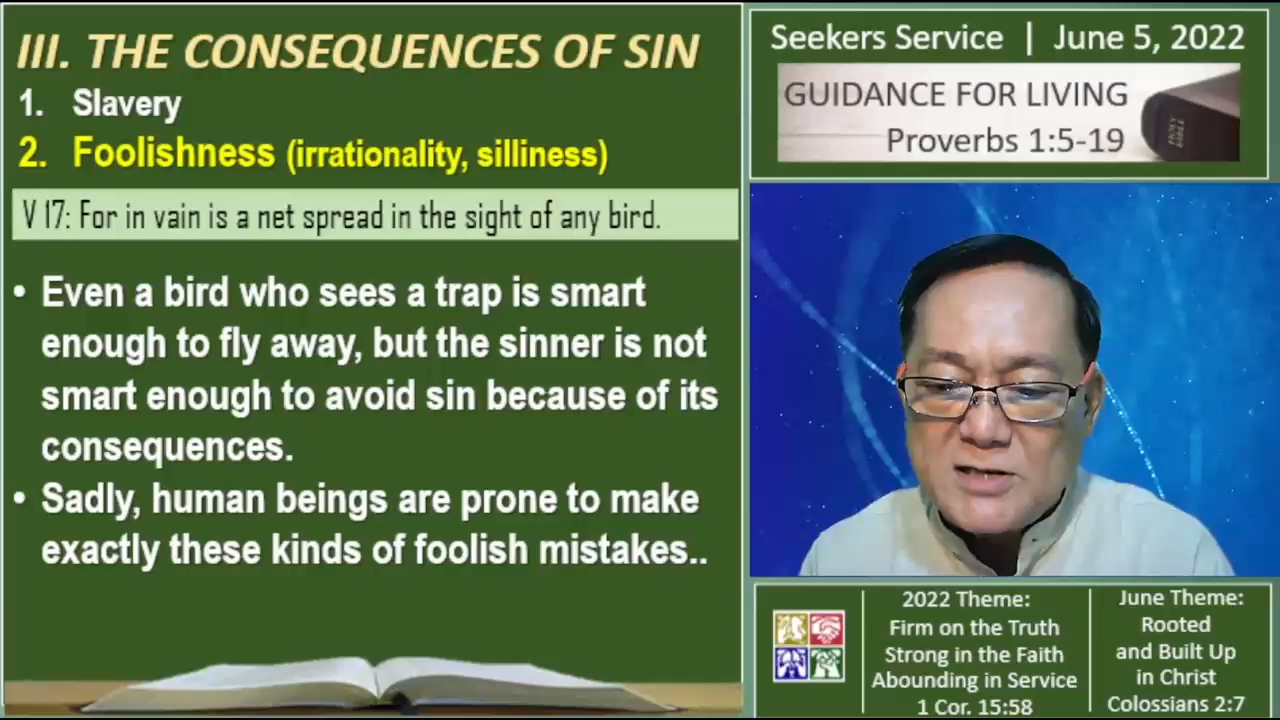 III. THE CONSEQUENCES OF SIN
1. Slavery
2. Foolishness (irrationality, silliness)
V 17: For in vain is a net spread in the sight of any bird.
• Even a bird who sees a trap is smart
enough to fly away, but the sinner is not
smart enough to avoid sin because of its
consequences.
• Sadly, human beings are prone to make
exactly these kinds of foolish mistakes..
Seekers Service | June 5, 2022
GUIDANCE FOR LIVING
Proverbs 1:5-19
2022 Theme:
Firm on the Truth
Strong in the Faith
Abounding in Service
1 Cor. 15:58
June Theme:
Rooted
and Built Up
in Christ
Colossians 2:7